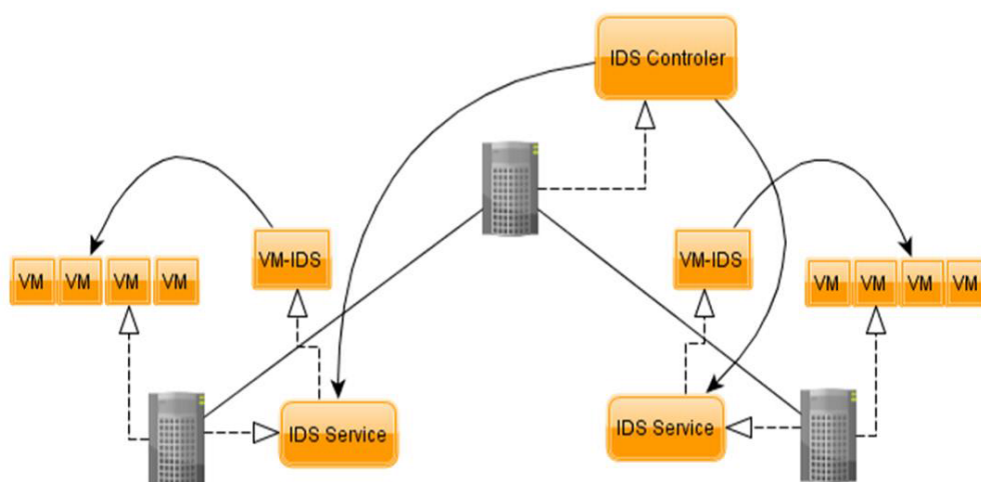 IDS Controler
VM-IDS
VM-IDS
VM VM VM VM
VM VM VM VM
IDS Service
IDS Service